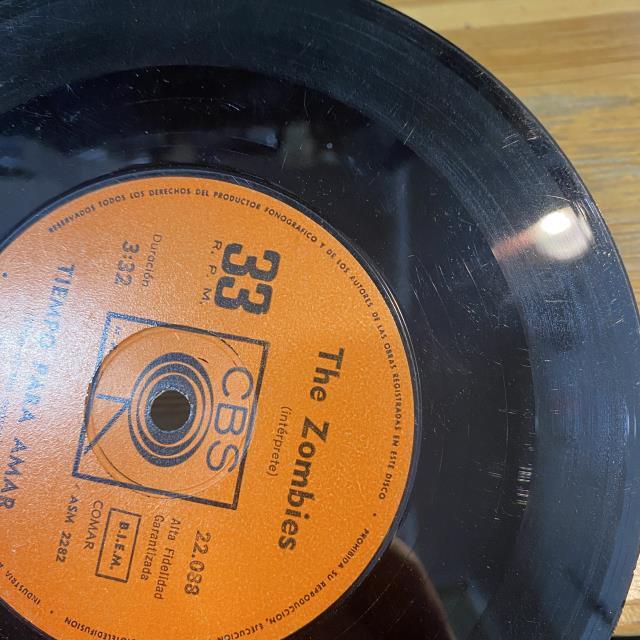 RESERVADOS TODOS LOS DERECHOS DEL PRODUCTOR FONOGRAFICO Y DE LOS AUTORES DE LAS OBRAS REGISTRADAS EN ESTE DISCO
PROHIBIDA SU REPRODUCCION, EJECUCION
INDUSTRIA
33
R.P.M.
Duración
3:32
The Zombies
(intérprete)
CBS
22.088
Alta Fidelidad
Garantizada
B.I.E.M.
COMAR
ASM 2282
TIEMPO PARA AMAR